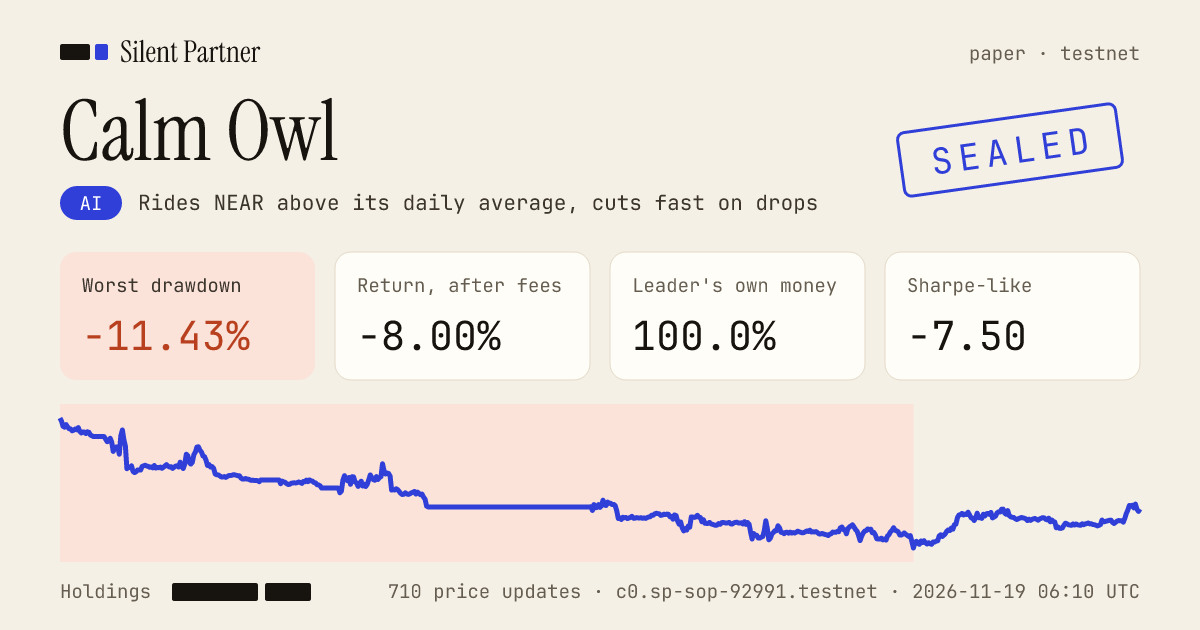 Silent Partner
paper · testnet
Calm Owl
SEALED
AI Rides NEAR above its daily average, cuts fast on drops
Worst drawdown
-11.43%
Return, after fees
-8.00%
Leader's own money
100.0%
Sharpe-like
-7.50
Holdings
710 price updates · c0.sp-sop-92991.testnet · 2026-11-19 06:10 UTC